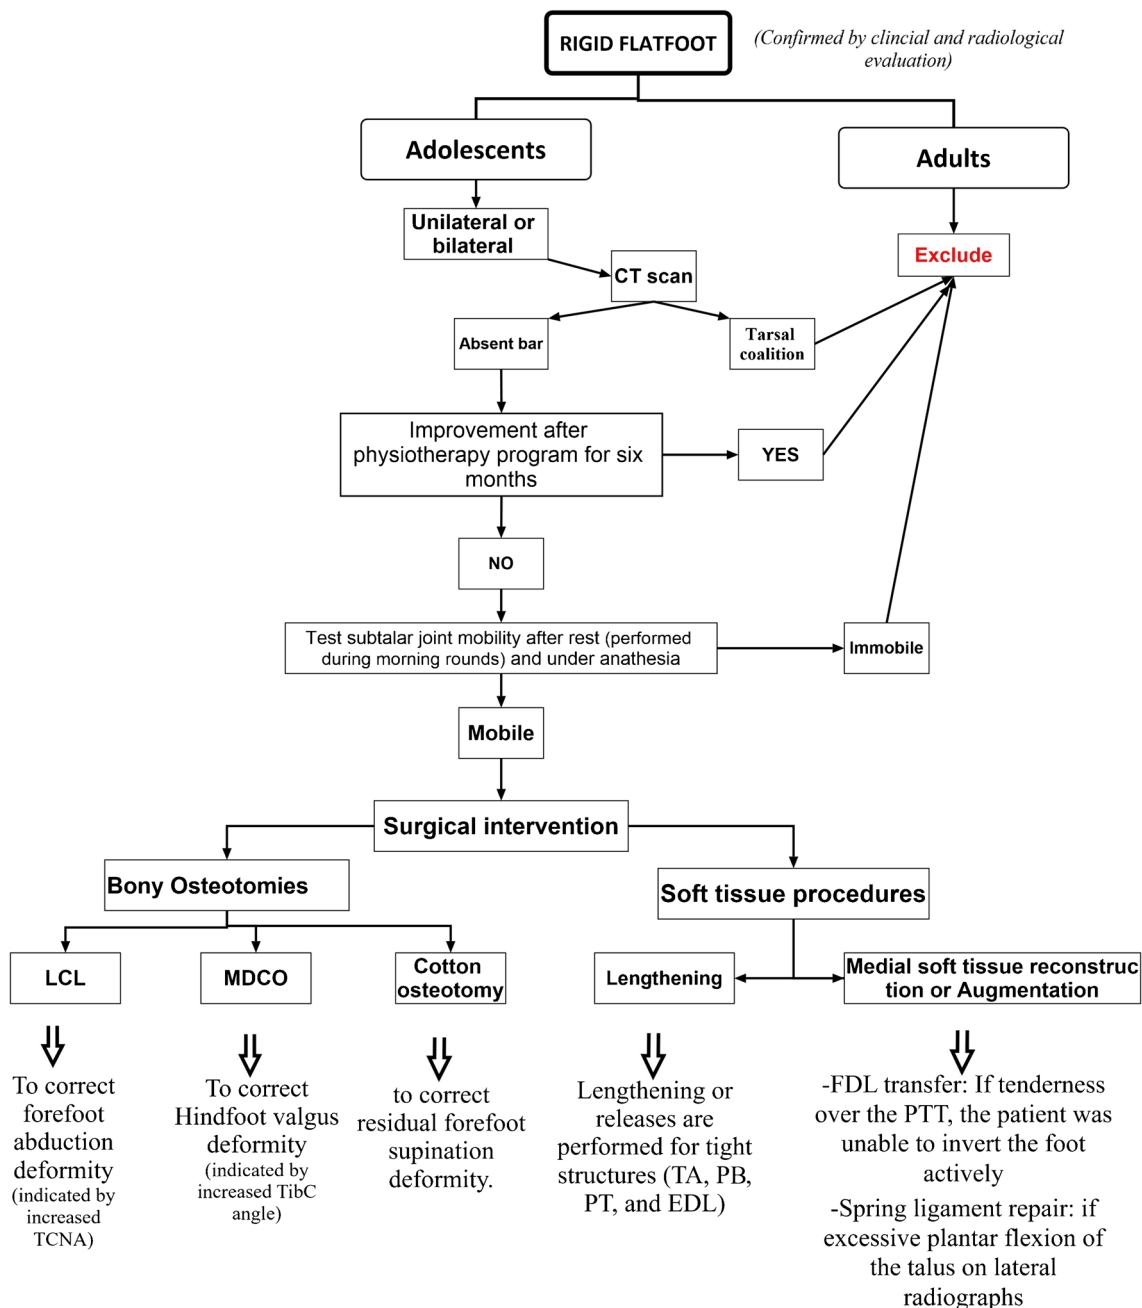 RIGID FLATFOOT
(Confirmed by clincial and radiological
evaluation)
Adolescents
Adults
Unilateral or
bilateral
Exclude
CT scan
Absent bar
Tarsal
coalition
Improvement after
physiotherapy program for six
months
YES
NO
Test subtalar joint mobility after rest (performed
during morning rounds) and under anathesia
Immobile
Mobile
Surgical intervention
Bony Osteotomies
Soft tissue procedures
LCL
MDCO
Cotton
osteotomy
Lengthening
Medial soft tissue reconstruc
tion or Augmentation
To correct
forefoot
abduction
deformity
(indicated by
increased
TCNA)
To correct
Hindfoot valgus
deformity
(indicated by
increased TibC
angle)
to correct
residual forefoot
supination
deformity.
Lengthening or
releases are
performed for tight
structures (TA, PB,
PT, and EDL)
-FDL transfer: If tenderness
over the PTT, the patient was
unable to invert the foot
actively
-Spring ligament repair: if
excessive plantar flexion of
the talus on lateral
radiographs